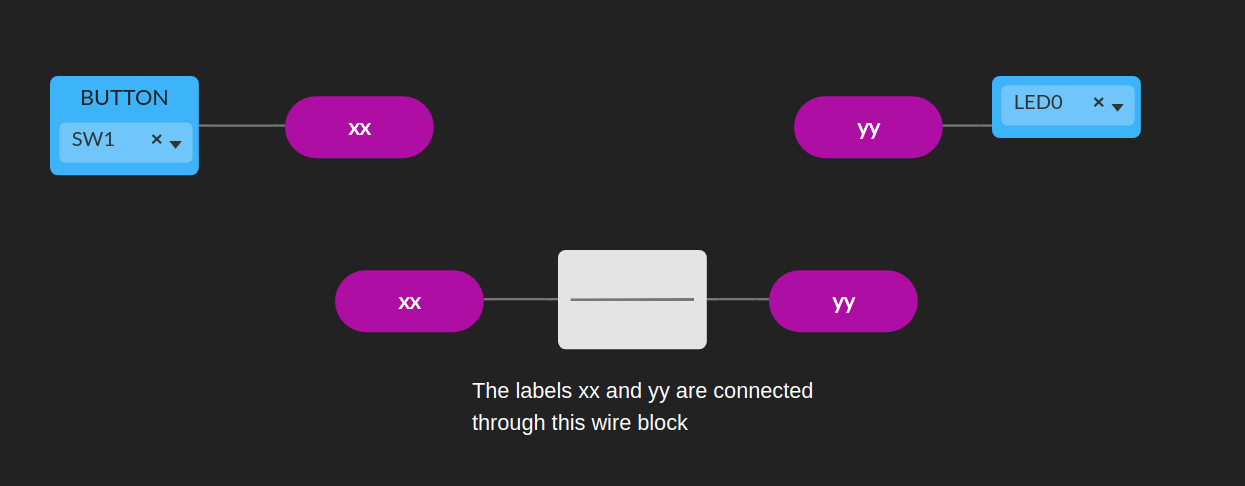 BUTTON
SW1 × ▾
xx
yy
LED0 × ▾
xx
yy
The labels xx and yy are connected
through this wire block